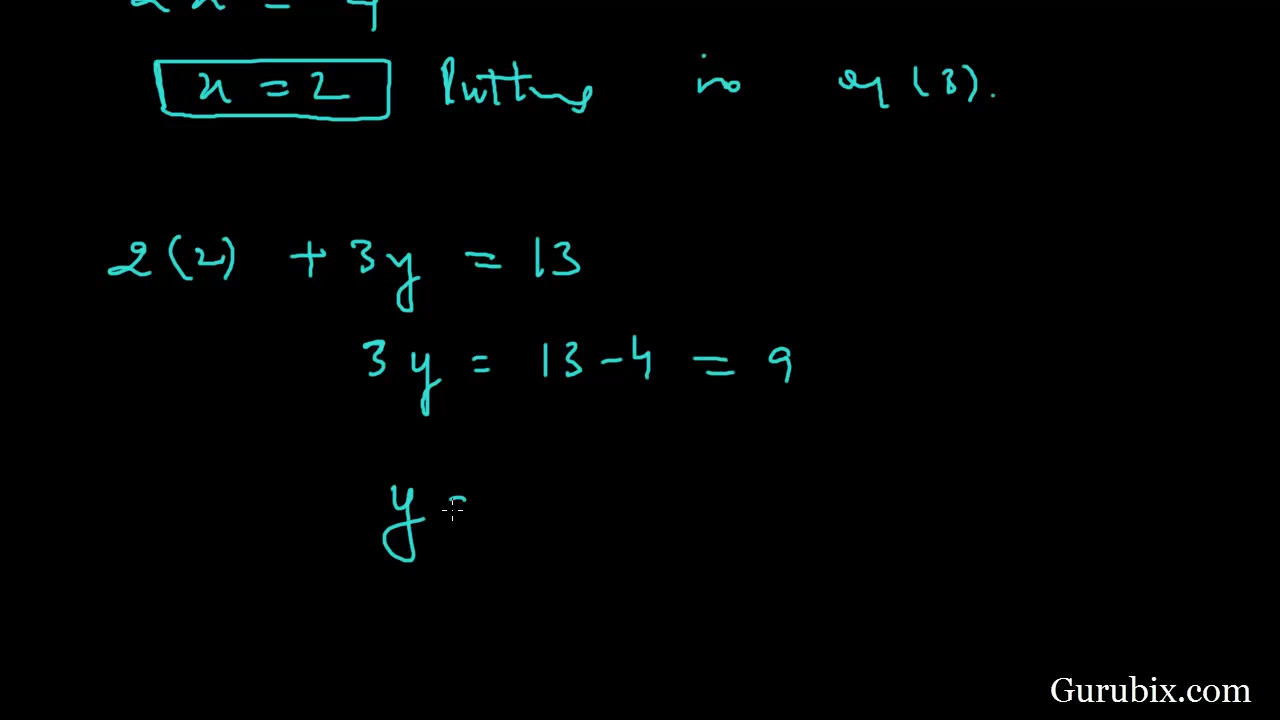 x = 2 Putting in eq (3).
2(2) + 3y = 13
3y = 13 - 4 = 9
y =
Gurubix.com